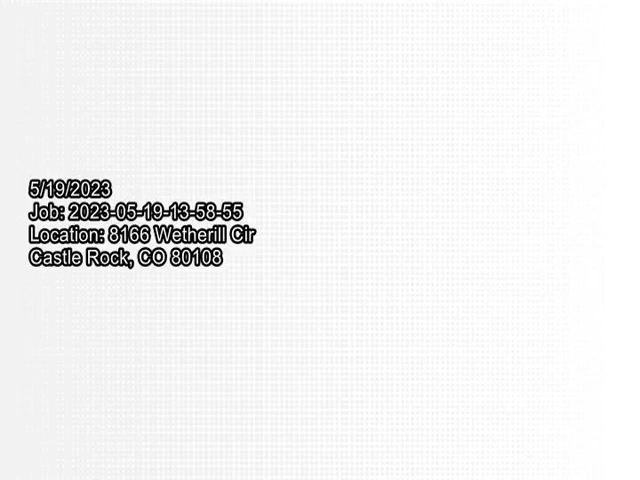 5/19/2023
Job: 2023-05-19-13-58-55
Location: 8166 Wetherill Cir
Castle Rock, CO 80108